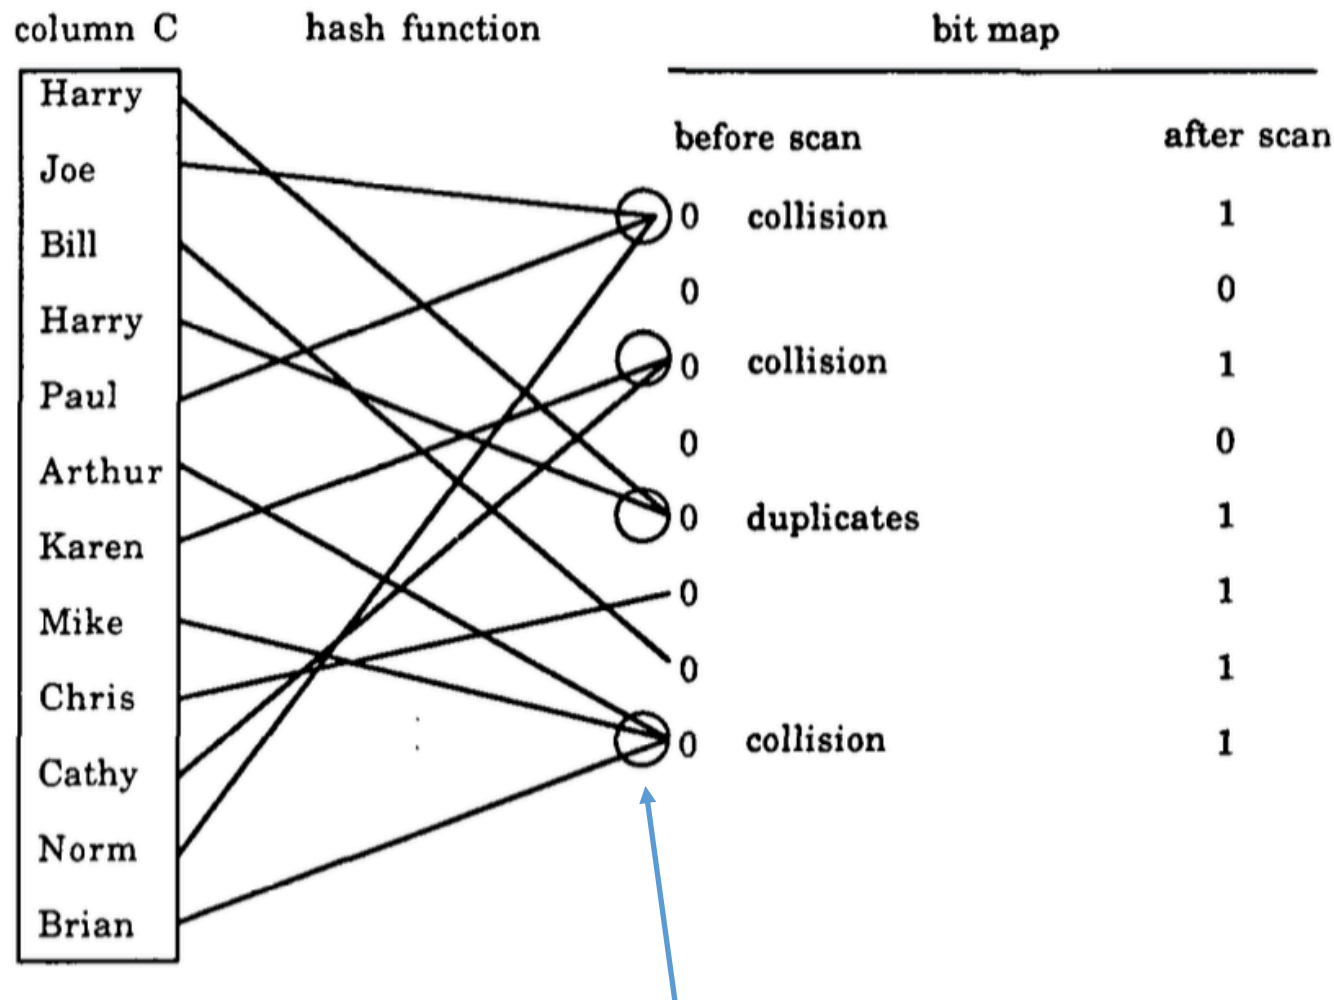 column C hash function bit map
before scan after scan
Harry
Joe
0 collision 1
Bill
0 0
Harry
0 collision 1
Paul
0 0
Arthur
0 duplicates 1
Karen
0 1
Mike
0 1
Chris
0 collision 1
Cathy
Norm
Brian